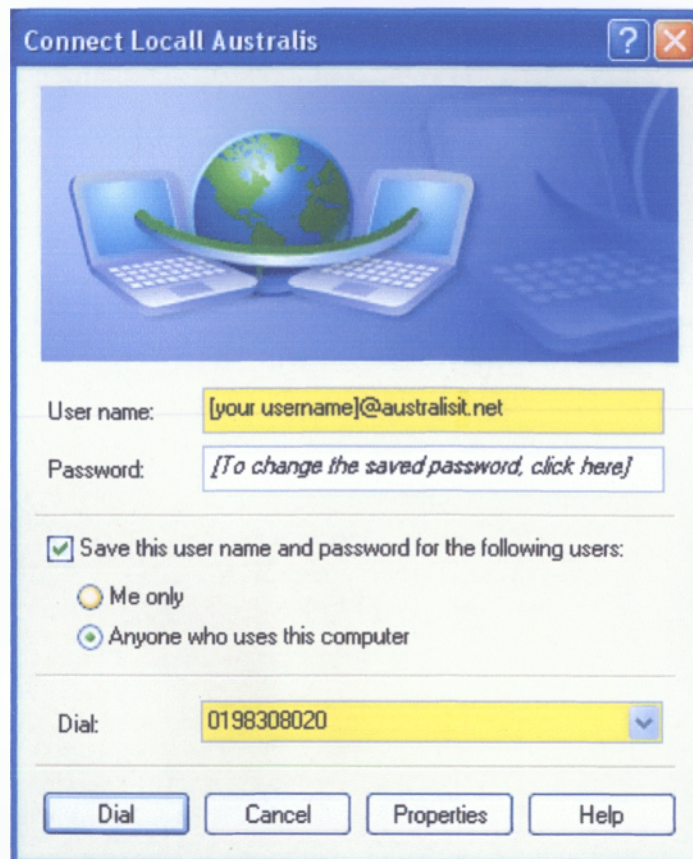 Connect Locall Australis
?
User name: [your username]@australisit.net
Password: [To change the saved password, click here]
Save this user name and password for the following users:
Me only
Anyone who uses this computer
Dial: 0198308020
Dial Cancel Properties Help